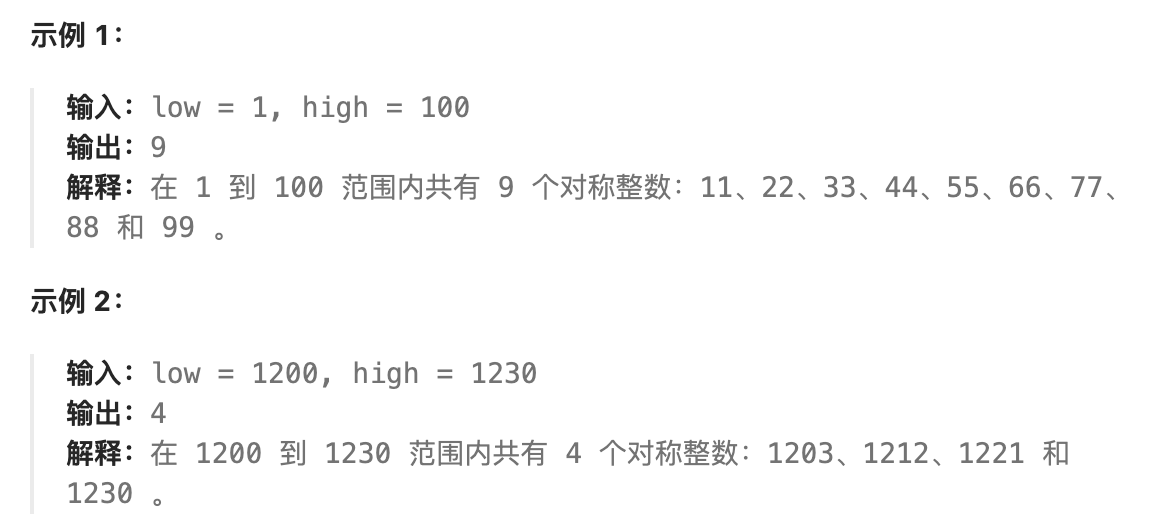 示例 1：
输入：low = 1, high = 100
输出：9
解释：在 1 到 100 范围内共有 9 个对称整数：11、22、33、44、55、66、77、
88 和 99 。
示例 2：
输入：low = 1200, high = 1230
输出：4
解释：在 1200 到 1230 范围内共有 4 个对称整数：1203、1212、1221 和
1230 。